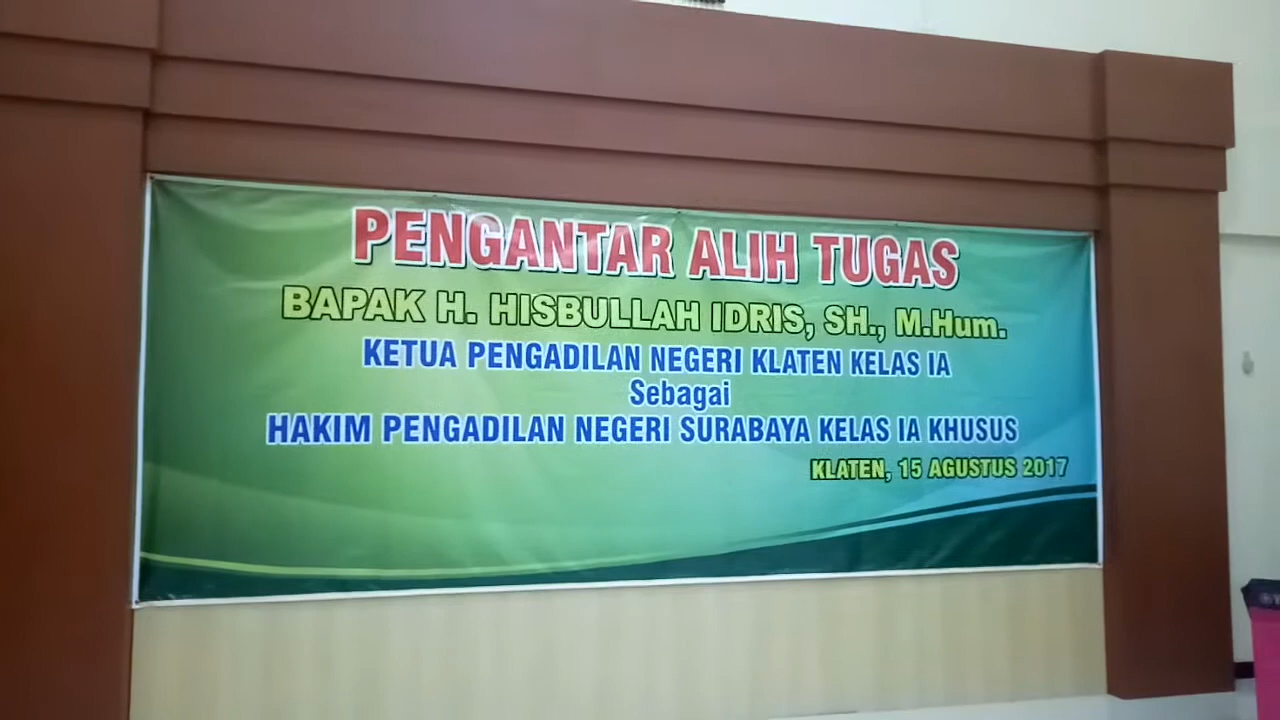 PENGANTAR ALIH TUGAS
BAPAK H. HISBULLAH IDRIS, SH., M.Hum.
KETUA PENGADILAN NEGERI KLATEN KELAS IA
Sebagai
HAKIM PENGADILAN NEGERI SURABAYA KELAS IA KHUSUS
KLATEN, 15 AGUSTUS 2017